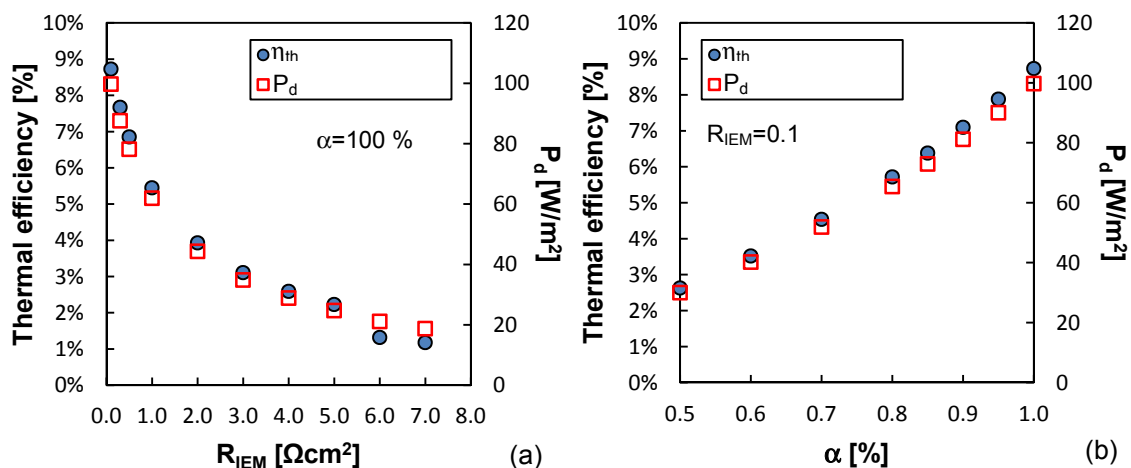 Thermal efficiency [%]
10%
9%
8%
7%
6%
5%
4%
3%
2%
1%
0%
ηth
Pd
α=100 %
120
100
80
60
40
20
0
Pd [W/m²]
0.0 1.0 2.0 3.0 4.0 5.0 6.0 7.0 8.0
RIEM [Ωcm²]
(a)
Thermal efficiency [%]
10%
9%
8%
7%
6%
5%
4%
3%
2%
1%
0%
ηth
Pd
RIEM=0.1
120
100
80
60
40
20
0
Pd [W/m²]
0.5 0.6 0.7 0.8 0.9 1.0
α [%]
(b)